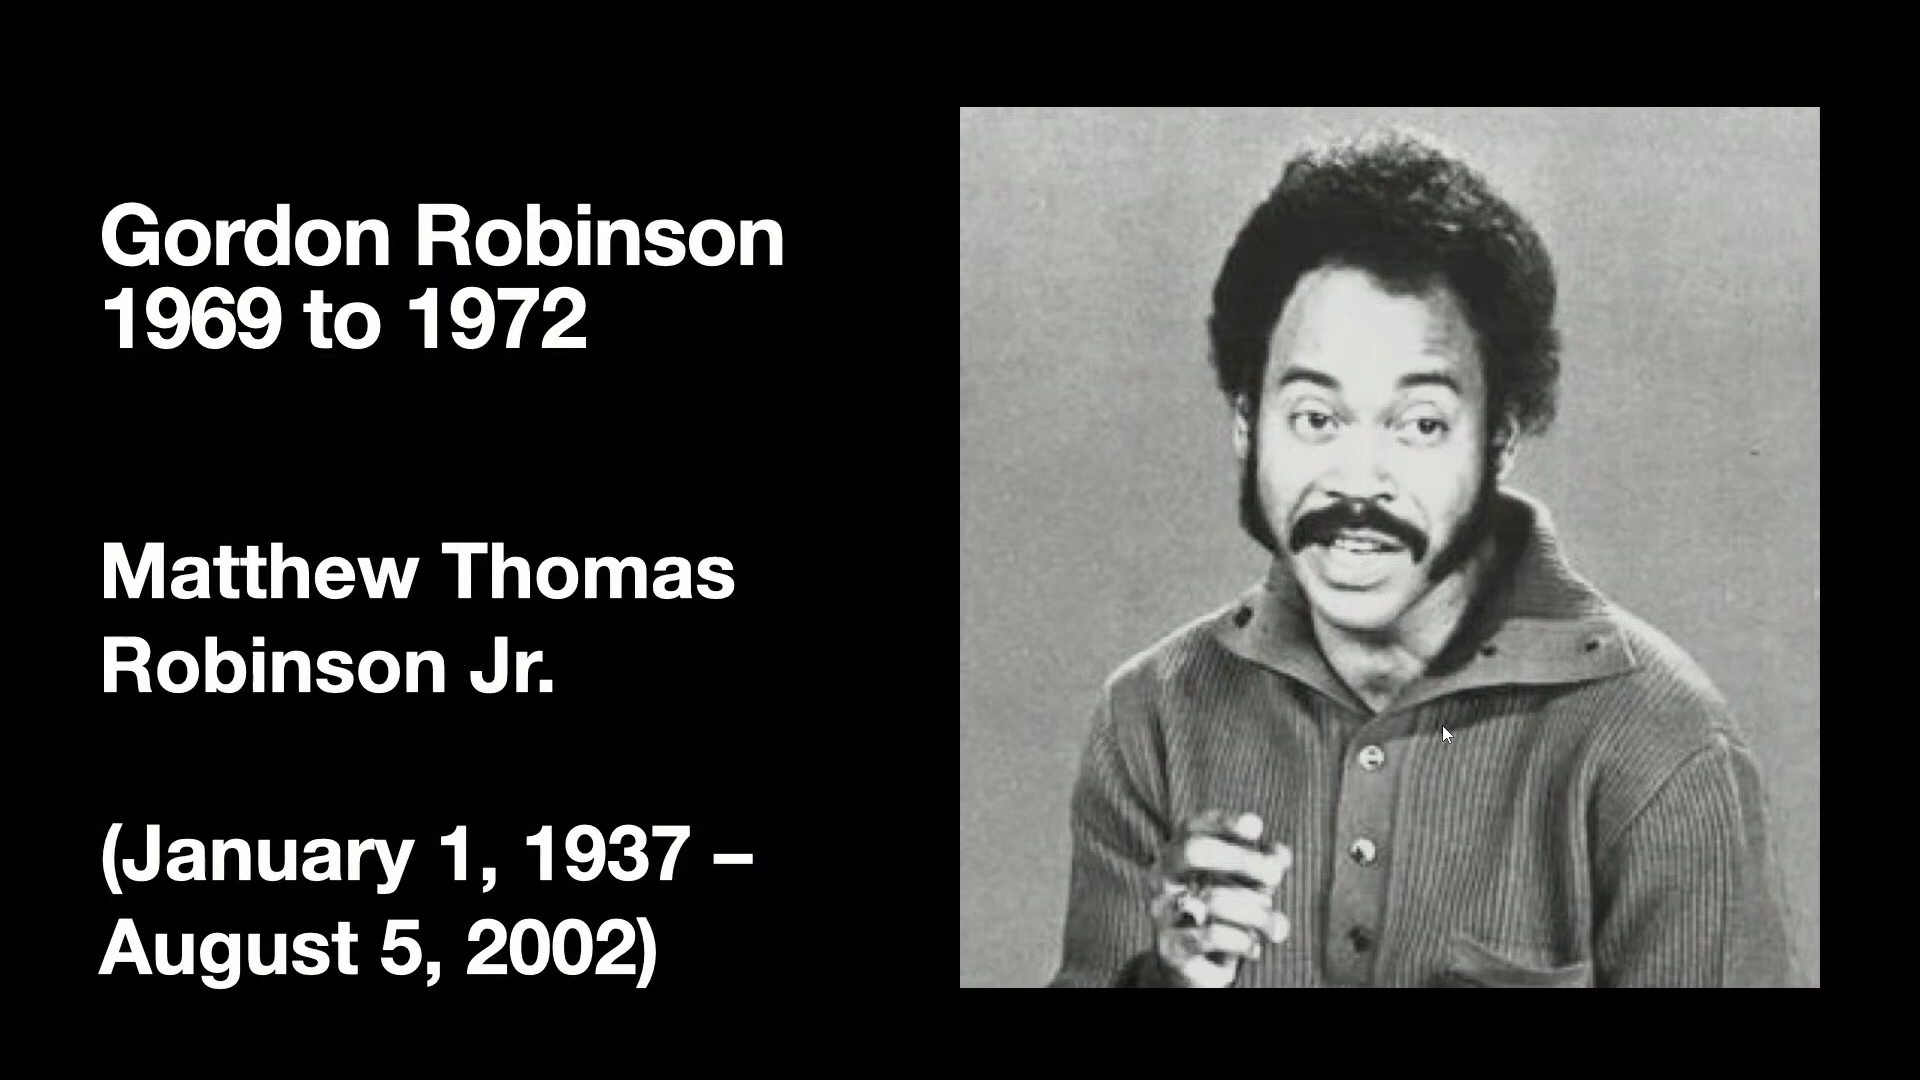 Gordon Robinson
1969 to 1972
Matthew Thomas
Robinson Jr.
(January 1, 1937 –
August 5, 2002)